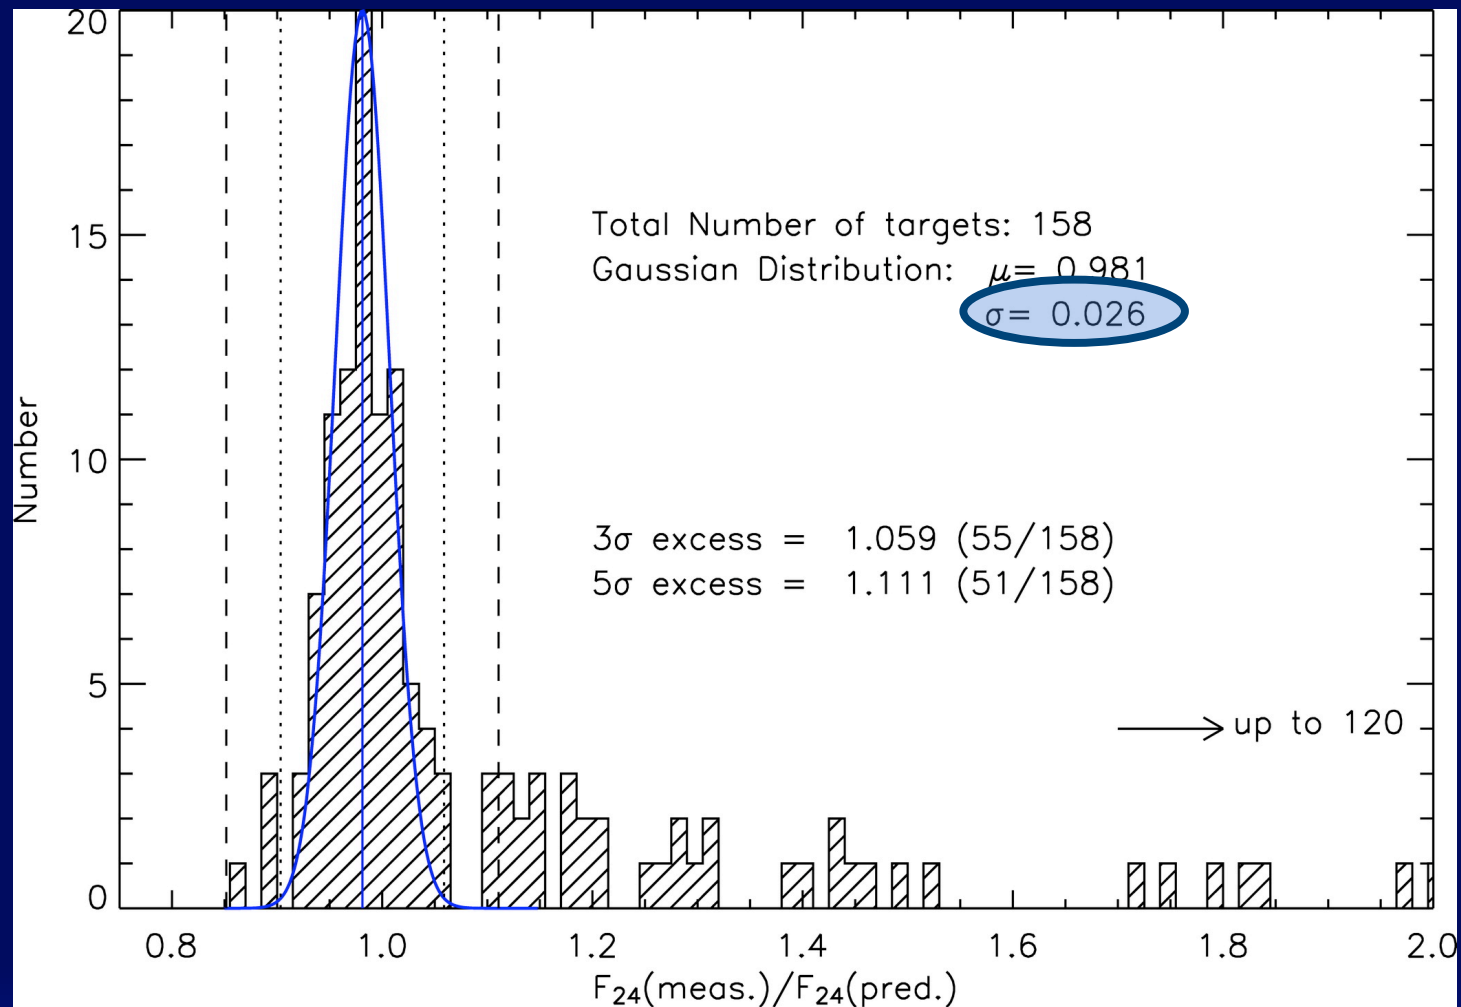 20
15
10
5
0
Number
Total Number of targets: 158
Gaussian Distribution: μ= 0.981
σ= 0.026
3σ excess = 1.059 (55/158)
5σ excess = 1.111 (51/158)
up to 120
0.8 1.0 1.2 1.4 1.6 1.8 2.0
F₂₄(meas.)/F₂₄(pred.)